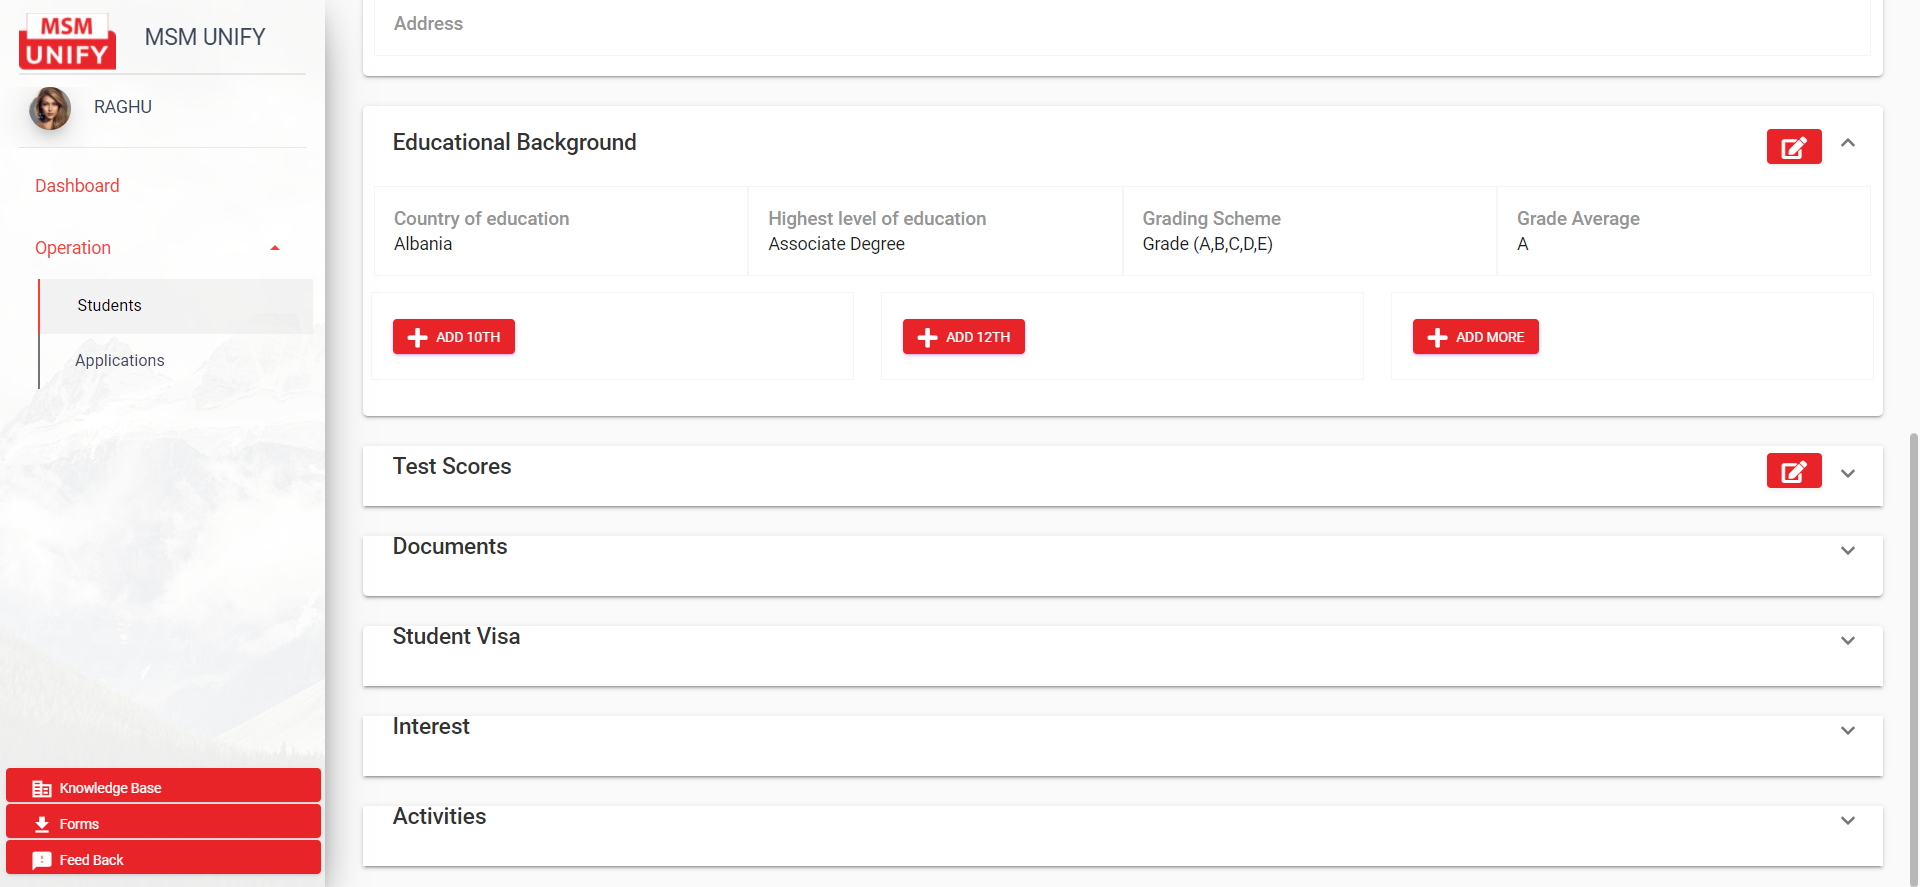 MSM
UNIFY
MSM UNIFY
RAGHU
Dashboard
Operation
Students
Applications
Knowledge Base
Forms
Feed Back
Address
Educational Background
Country of education
Albania
Highest level of education
Associate Degree
Grading Scheme
Grade (A,B,C,D,E)
Grade Average
A
ADD 10TH
ADD 12TH
ADD MORE
Test Scores
Documents
Student Visa
Interest
Activities